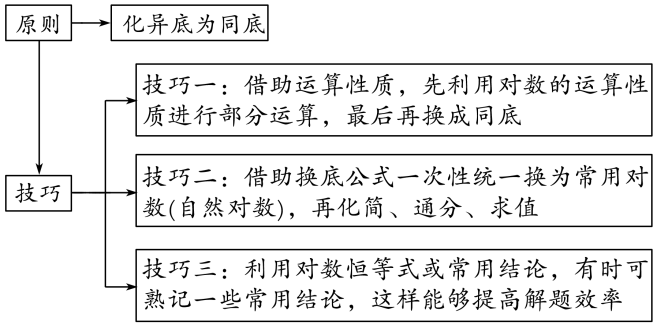 原则
化异底为同底
技巧一：借助运算性质，先利用对数的运算性
质进行部分运算，最后再换成同底
技巧
技巧二：借助换底公式一次性统一换为常用对
数(自然对数)，再化简、通分、求值
技巧三：利用对数恒等式或常用结论，有时可
熟记一些常用结论，这样能够提高解题效率